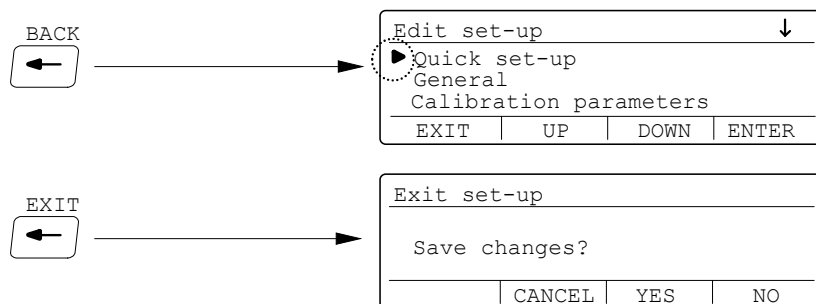 BACK
Edit set-up ↓
Quick set-up
General
Calibration parameters
EXIT UP DOWN ENTER
EXIT
Exit set-up
Save changes?
CANCEL YES NO